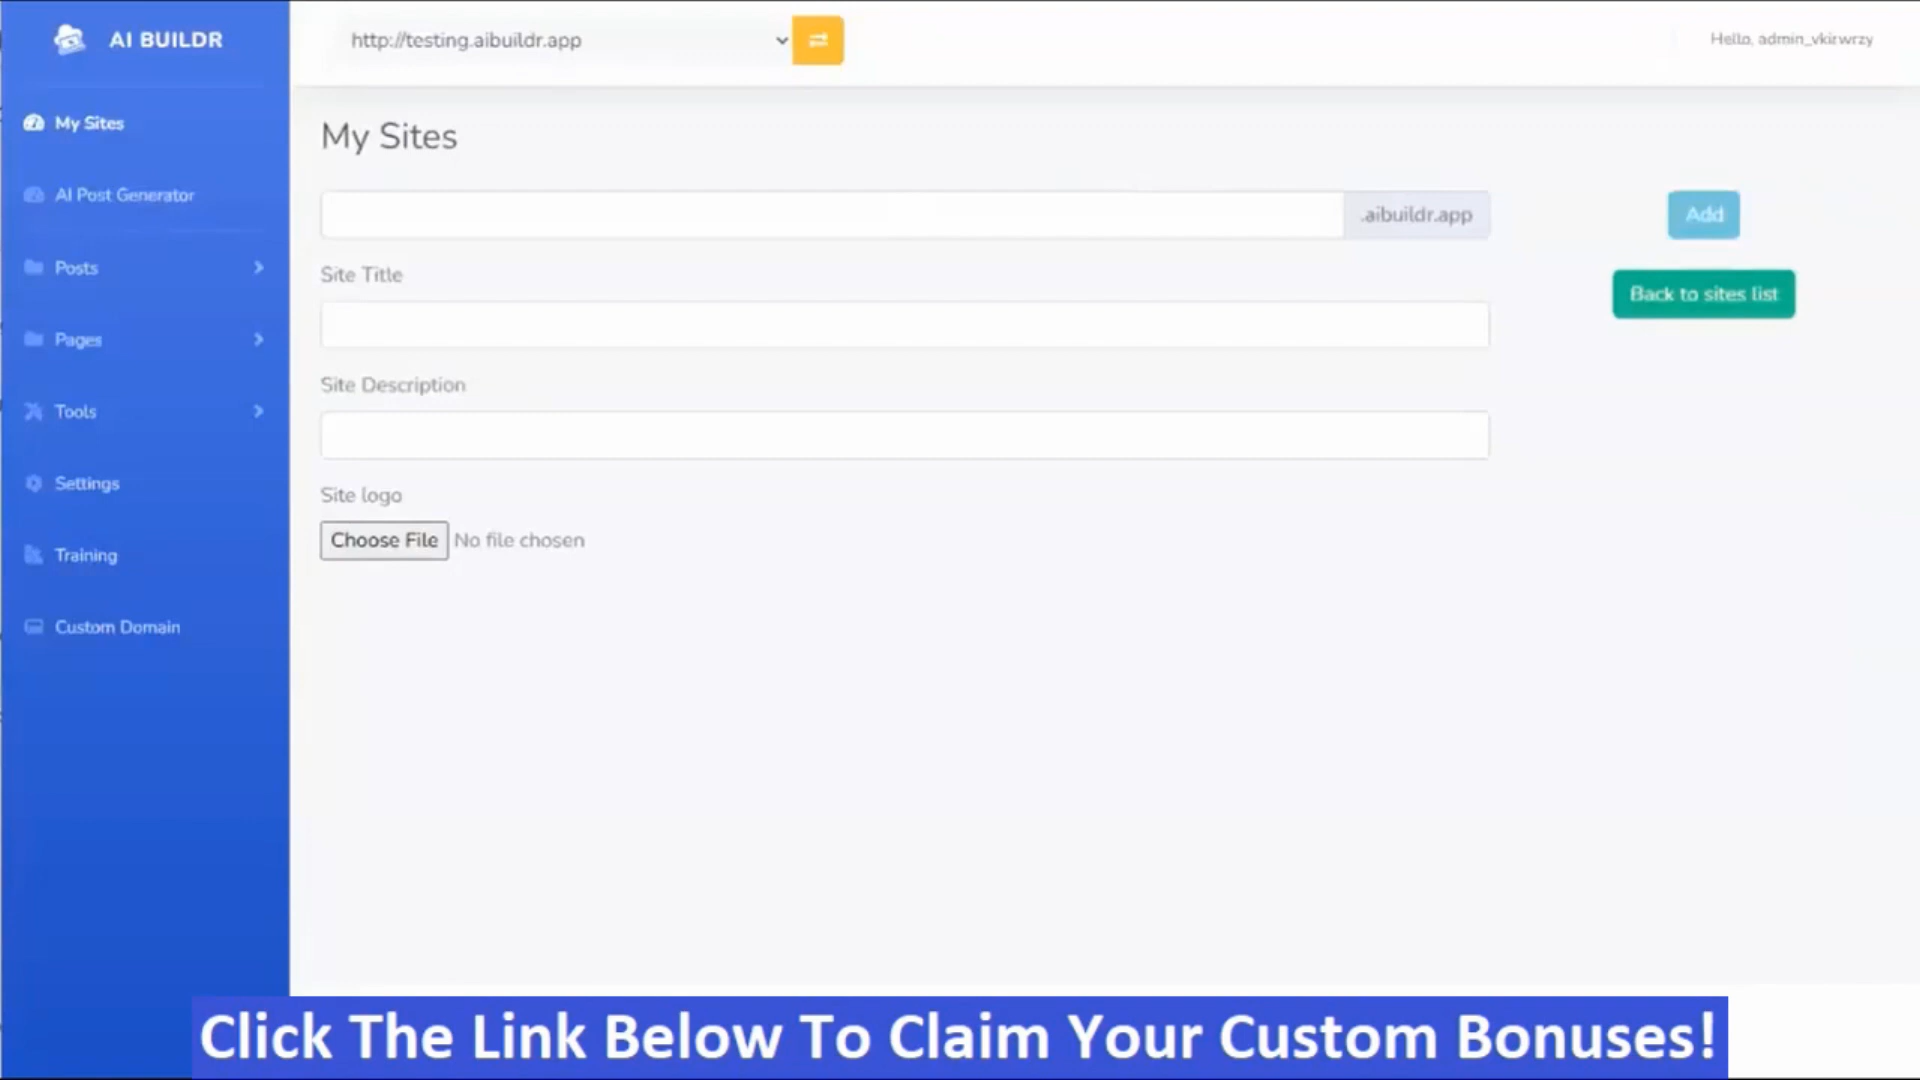 AI BUILDR
http://testing.aibuildr.app
Hello, admin_vkirwrzy
My Sites
AI Post Generator
Posts
Pages
Tools
Settings
Training
Custom Domain
My Sites
.aibuildr.app
Add
Site Title
Back to sites list
Site Description
Site logo
Choose File No file chosen
Click The Link Below To Claim Your Custom Bonuses!